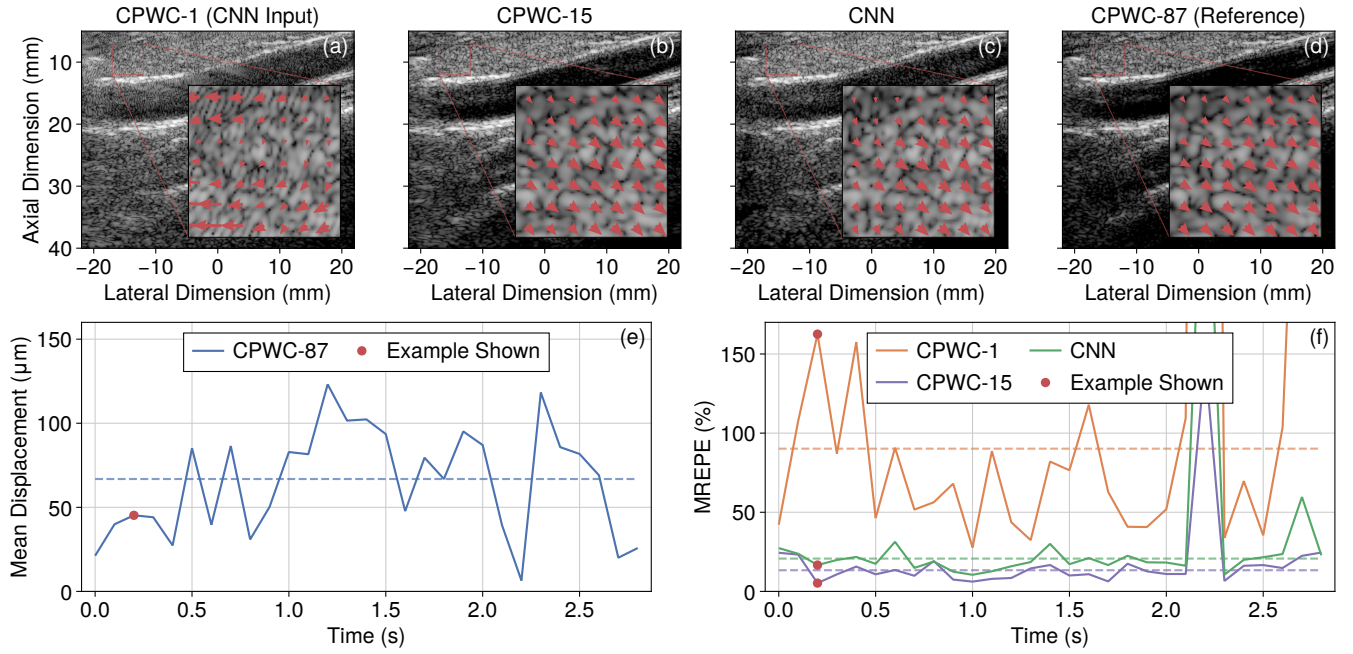 CPWC-1 (CNN Input) CPWC-15 CNN CPWC-87 (Reference)
(a) (b) (c) (d)
Axial Dimension (mm)
10
20
30
40
−20 −10 0 10 20 −20 −10 0 10 20 −20 −10 0 10 20 −20 −10 0 10 20
Lateral Dimension (mm) Lateral Dimension (mm) Lateral Dimension (mm) Lateral Dimension (mm)
(e)
CPWC-87 Example Shown
Mean Displacement (μm)
150
100
50
0
0.0 0.5 1.0 1.5 2.0 2.5
Time (s)
(f)
CPWC-1 CNN
CPWC-15 Example Shown
MREPE (%)
150
100
50
0
0.0 0.5 1.0 1.5 2.0 2.5
Time (s)